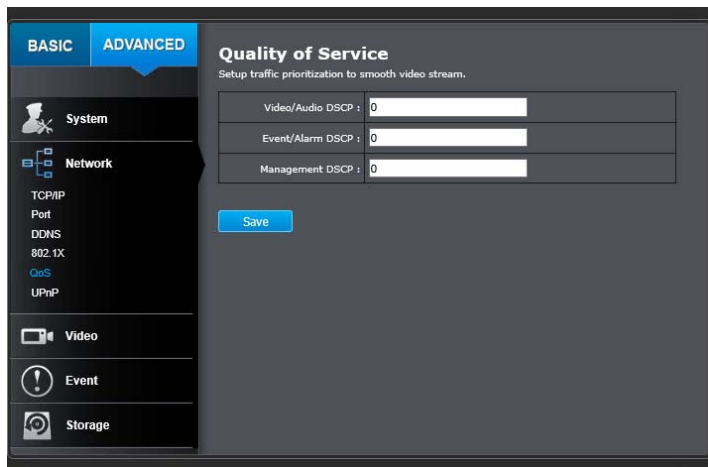 BASIC ADVANCED
System
Network
TCP/IP
Port
DDNS
802.1X
QoS
UPnP
Video
Event
Storage
Quality of Service
Setup traffic prioritization to smooth video stream.
Video/Audio DSCP : 0
Event/Alarm DSCP : 0
Management DSCP : 0
Save